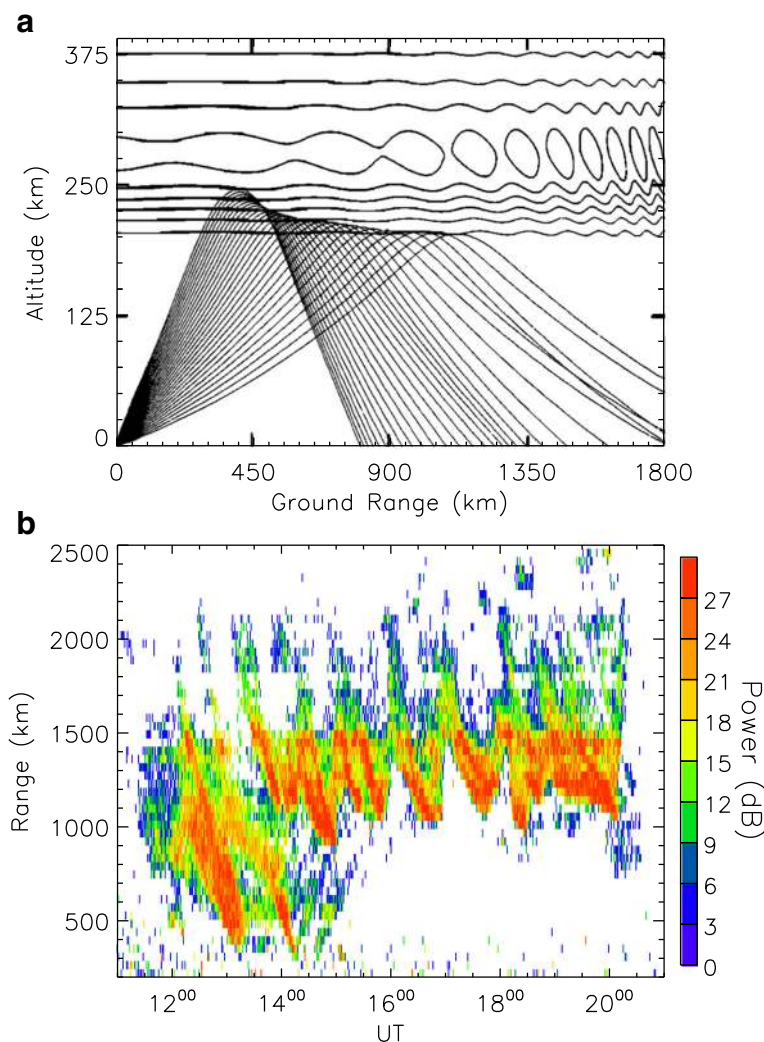 a
375
250
125
0
Altitude (km)
0 450 900 1350 1800
Ground Range (km)
b
2500
2000
1500
1000
500
Range (km)
12⁰⁰ 14⁰⁰ 16⁰⁰ 18⁰⁰ 20⁰⁰
UT
27
24
21
18
15
12
9
6
3
0
Power (dB)